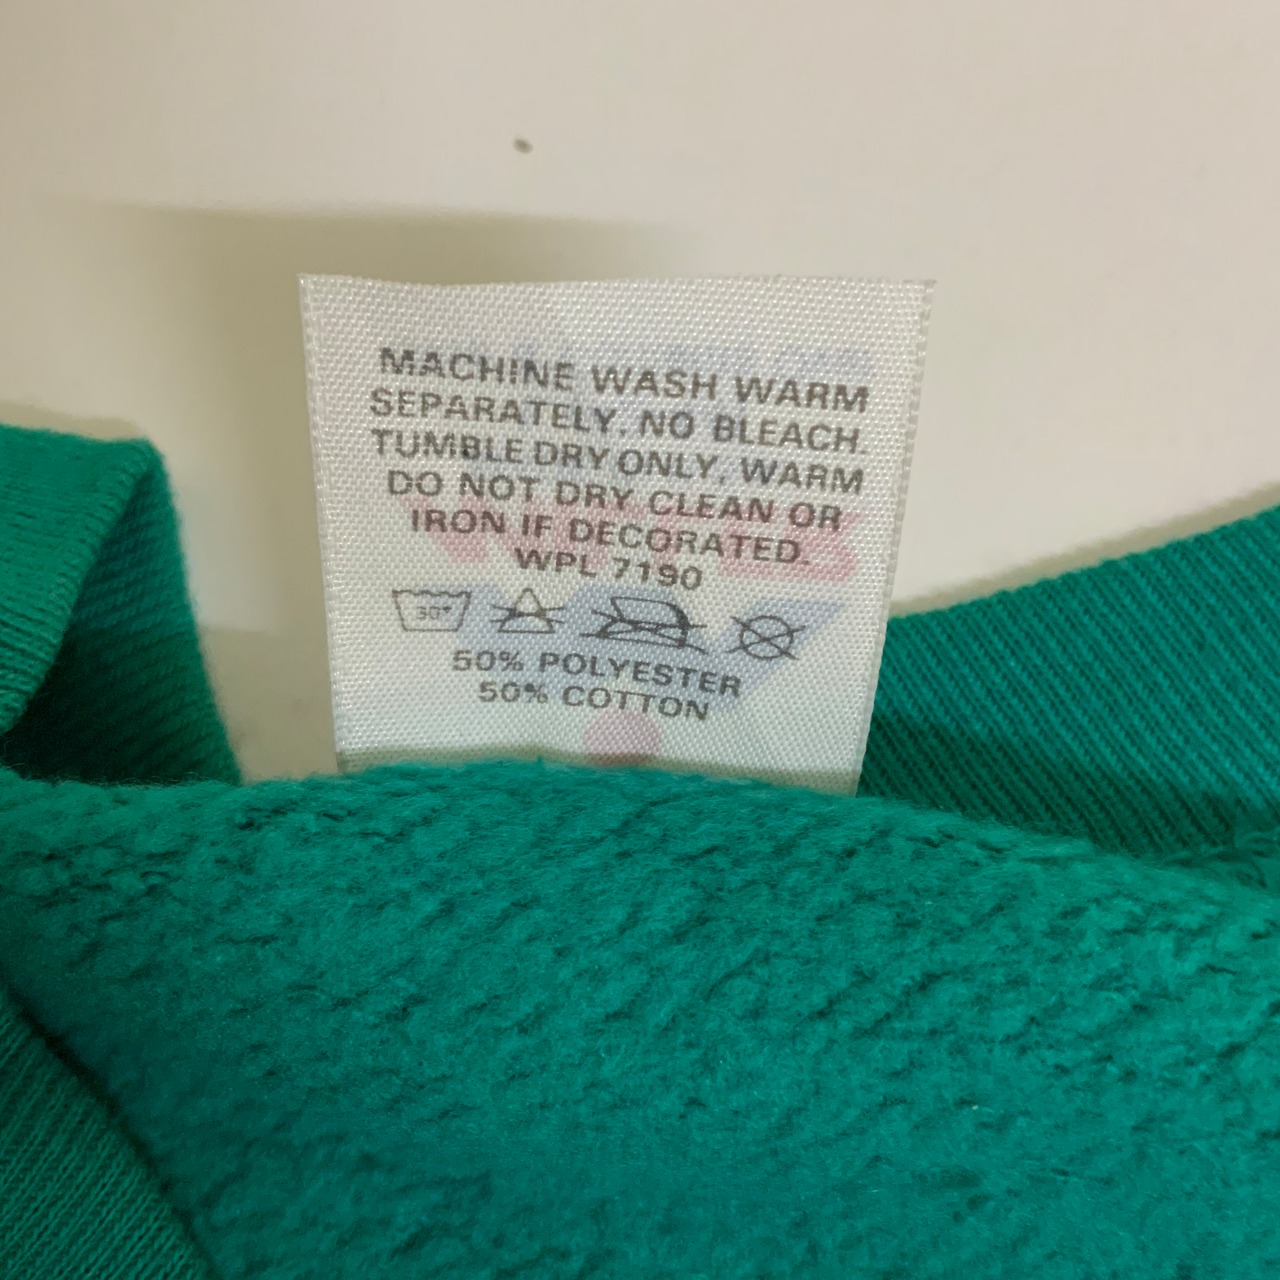 MACHINE WASH WARM
SEPARATELY. NO BLEACH.
TUMBLE DRY ONLY, WARM
DO NOT DRY CLEAN OR
IRON IF DECORATED.
WPL 7190
30°
50% POLYESTER
50% COTTON